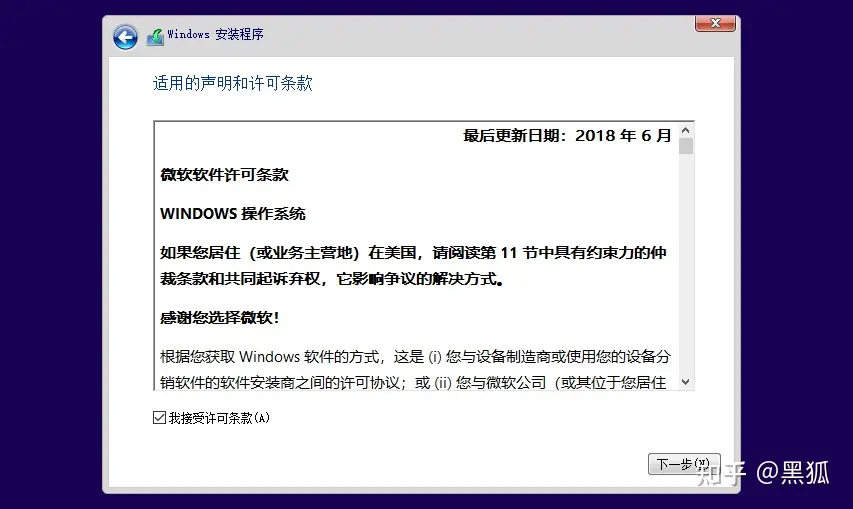 Windows 安装程序
适用的声明和许可条款
最后更新日期：2018 年 6 月
微软软件许可条款
WINDOWS 操作系统
如果您居住（或业务主营地）在美国，请阅读第 11 节中具有约束力的仲
裁条款和共同起诉弃权，它影响争议的解决方式。
感谢您选择微软！
根据您获取 Windows 软件的方式，这是 (i) 您与设备制造商或使用您的设备分
销软件的软件安装商之间的许可协议；或 (ii) 您与微软公司（或其位于您居住
我接受许可条款(A)
下一步(N)
知乎 @黑狐